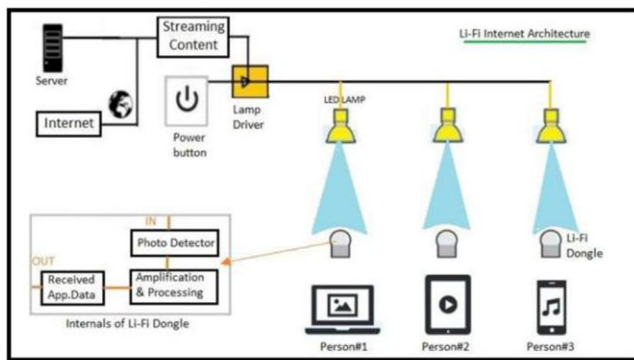 Li-Fi Internet Architecture
Streaming
Content
Server
Internet
Power
button
Lamp
Driver
LED LAMP
IN
Photo Detector
OUT
Received
App.Data
Amplification
& Processing
Internals of Li-Fi Dongle
Li-Fi
Dongle
Person#1
Person#2
Person#3